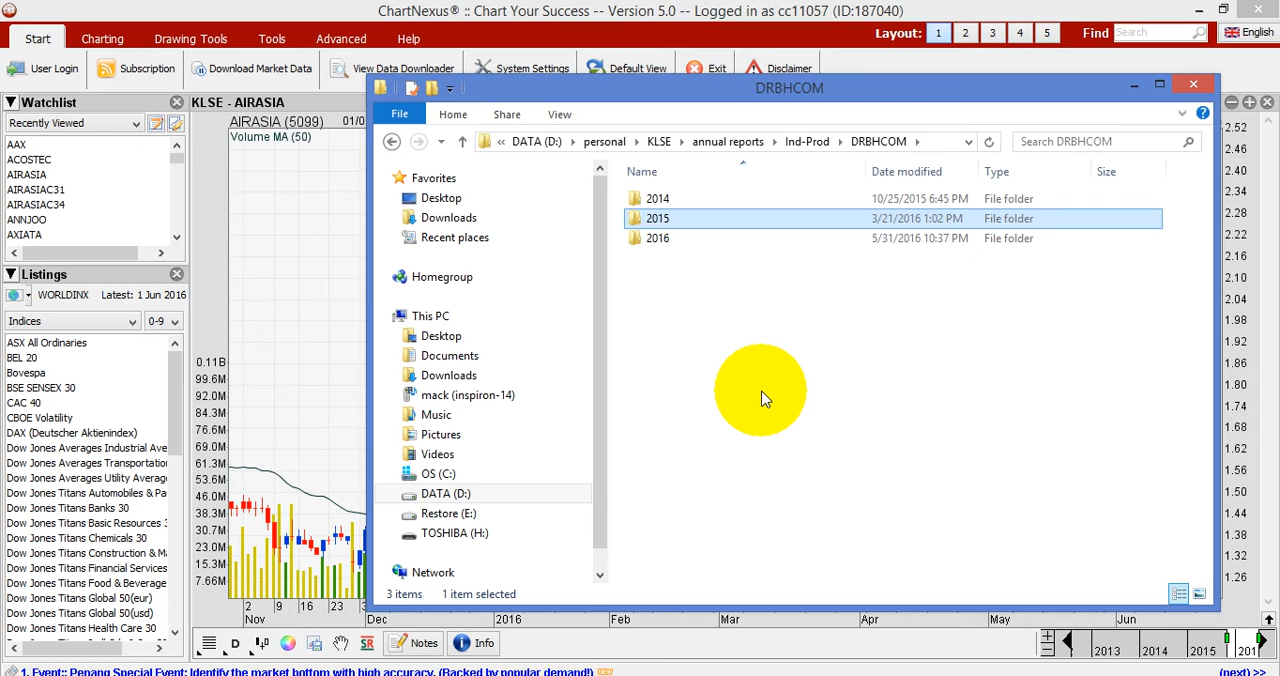 ChartNexus® :: Chart Your Success -- Version 5.0 -- Logged in as cc11057 (ID:187040)
Start Charting Drawing Tools Tools Advanced Help Layout: 1 2 3 4 5 Find Search English
User Login Subscription Download Market Data View Data Downloader System Settings Default View Exit Disclaimer
Watchlist
Recently Viewed
AAX
ACOSTEC
AIRASIA
AIRASIAC31
AIRASIAC34
ANNJOO
AXIATA
Listings
WORLDINX Latest: 1 Jun 2016
Indices 0-9
ASX All Ordinaries
BEL 20
Bovespa
BSE SENSEX 30
CAC 40
CBOE Volatility
DAX (Deutscher Aktienindex)
Dow Jones Averages Industrial Ave
Dow Jones Averages Transportation
Dow Jones Averages Utility Average
Dow Jones Titans Automobiles & Pa
Dow Jones Titans Banks 30
Dow Jones Titans Basic Resources 3
Dow Jones Titans Chemicals 30
Dow Jones Titans Construction & M
Dow Jones Titans Financial Services
Dow Jones Titans Food & Beverage
Dow Jones Titans Global 50(eur)
Dow Jones Titans Global 50(usd)
Dow Jones Titans Health Care 30
KLSE - AIRASIA
AIRASIA (5099) 01/0
Volume MA (50)
0.11B
99.6M
92.0M
84.3M
76.6M
69.0M
61.3M
53.6M
46.0M
38.3M
30.7M
23.0M
15.3M
7.66M
DRBHCOM
File Home Share View
« DATA (D:) personal KLSE annual reports Ind-Prod DRBHCOM Search DRBHCOM
Favorites
Desktop
Downloads
Recent places
Homegroup
This PC
Desktop
Documents
Downloads
mack (inspiron-14)
Music
Pictures
Videos
OS (C:)
DATA (D:)
Restore (E:)
TOSHIBA (H:)
Network
Name Date modified Type Size
2014 10/25/2015 6:45 PM File folder
2015 3/21/2016 1:02 PM File folder
2016 5/31/2016 10:37 PM File folder
3 items 1 item selected
2.52
2.46
2.40
2.34
2.28
2.22
2.16
2.10
2.04
1.98
1.92
1.86
1.80
1.74
1.68
1.62
1.56
1.50
1.44
1.38
1.32
1.26
2 9 16 23
Nov Dec 2016 Feb Mar Apr May Jun
D SR Notes Info 2013 2014 2015 201
1. Event:: Penang Special Event: Identify the market bottom with high accuracy. (Backed by popular demand!) NEW (next) >>